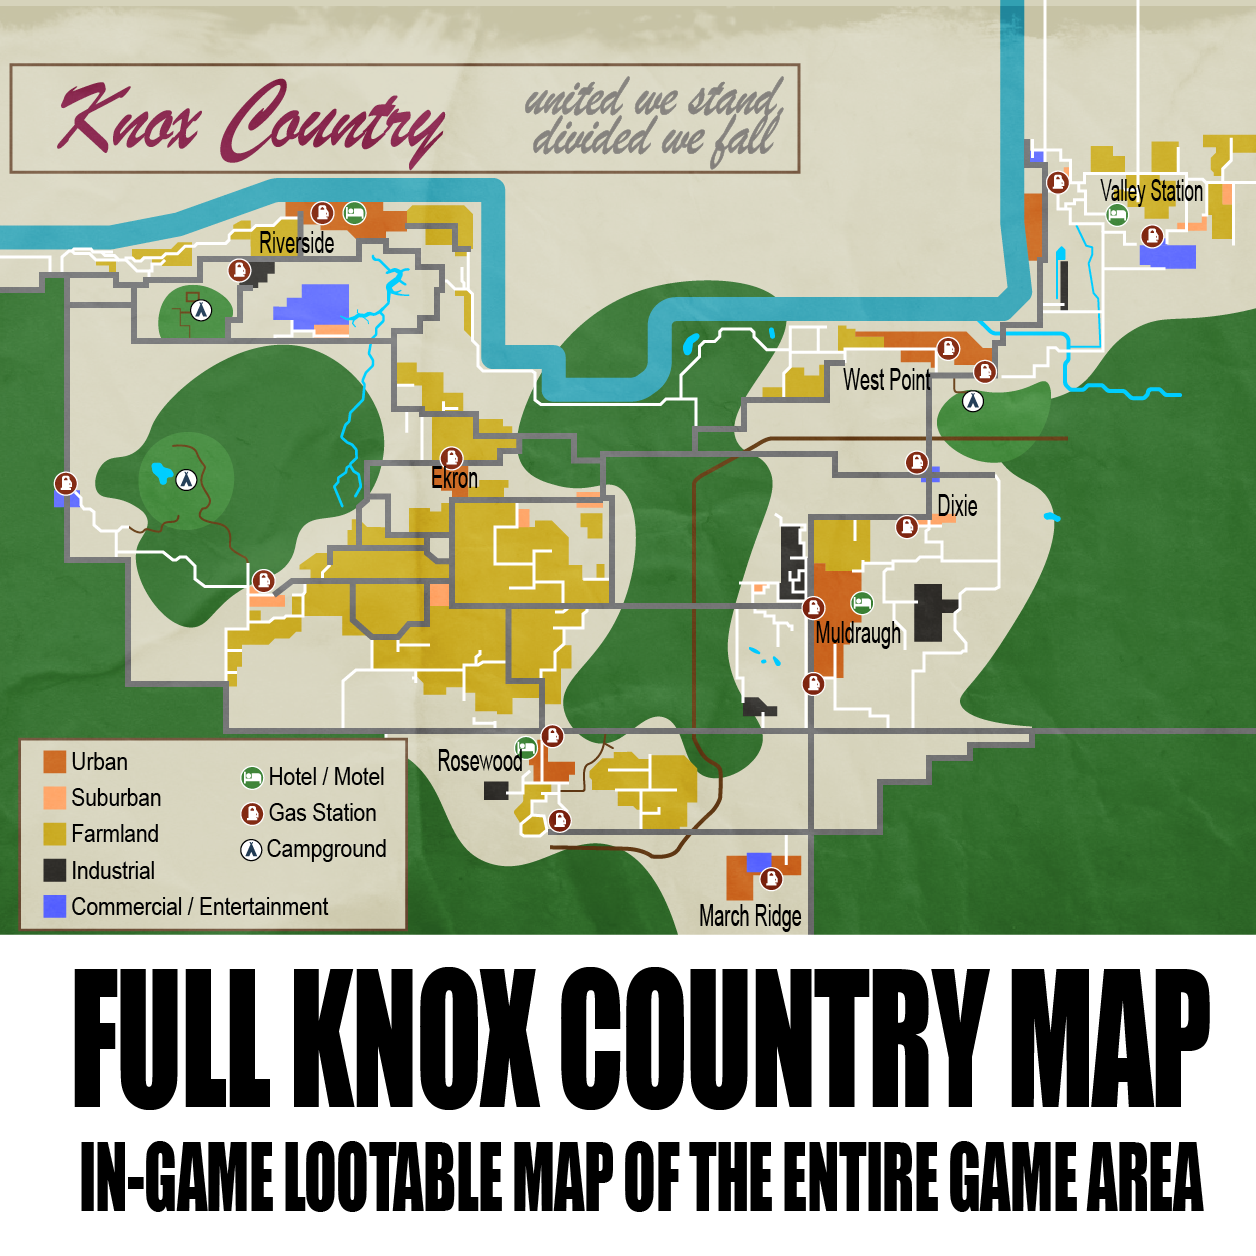 Knox Country
united we stand,
divided we fall
Valley Station
Riverside
West Point
Ekron
Dixie
Muldraugh
Rosewood
March Ridge
Urban
Suburban
Farmland
Industrial
Commercial / Entertainment
Hotel / Motel
Gas Station
Campground
FULL KNOX COUNTRY MAP
IN-GAME LOOTABLE MAP OF THE ENTIRE GAME AREA